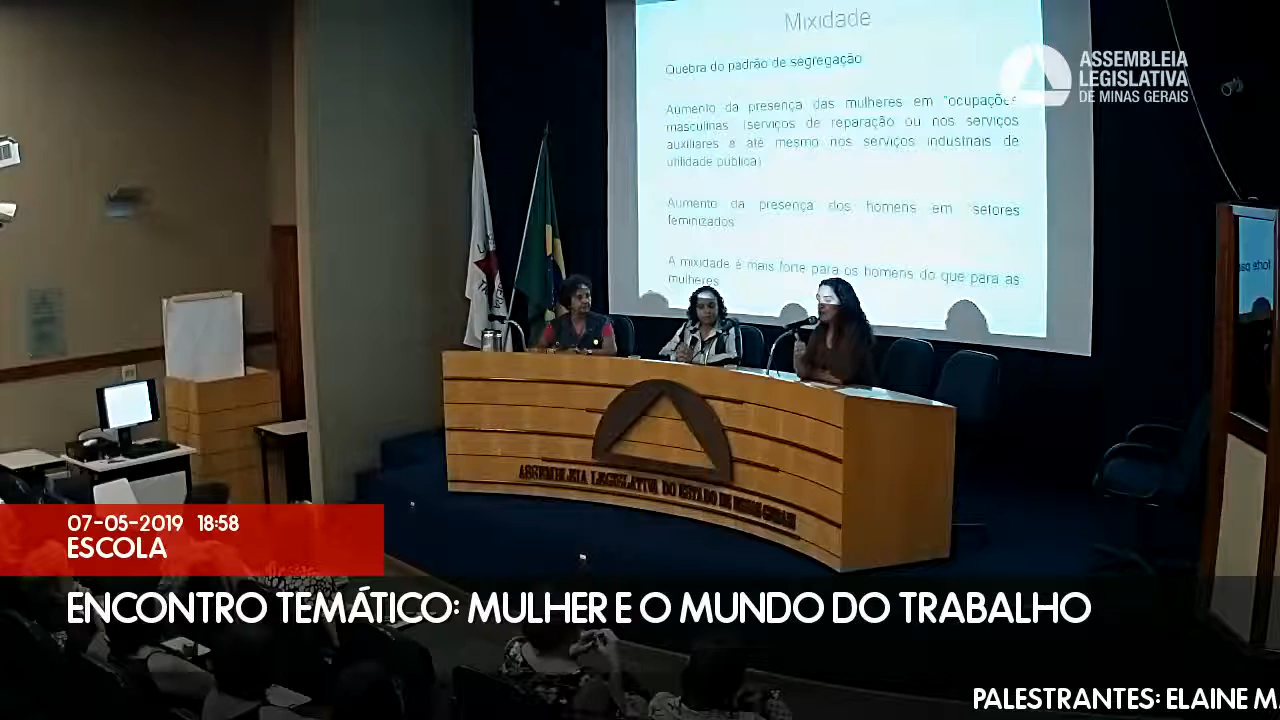 Mixidade
Quebra do padrão de segregação
Aumento da presença das mulheres em "ocupações
masculinas (serviços de reparação ou nos serviços
auxiliares e até mesmo nos serviços industriais de
utilidade pública)
Aumento da presença dos homens em setores
feminizados
A mixidade é mais forte para os homens do que para as
mulheres
ASSEMBLEIA
LEGISLATIVA
DE MINAS GERAIS
ASSEMBLEIA LEGISLATIVA DO ESTADO DE MINAS GERAIS
07-05-2019 18:58
ESCOLA
ENCONTRO TEMÁTICO: MULHER E O MUNDO DO TRABALHO
PALESTRANTES: ELAINE